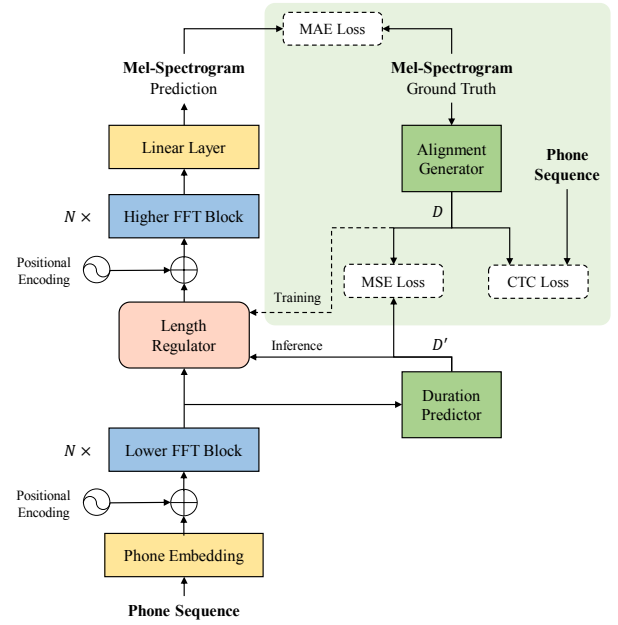 MAE Loss
Mel-Spectrogram
Prediction
Mel-Spectrogram
Ground Truth
Linear Layer
Alignment
Generator
Phone
Sequence
N ×
Higher FFT Block
D
Positional
Encoding
MSE Loss
CTC Loss
Training
Length
Regulator
Inference
D′
Duration
Predictor
N ×
Lower FFT Block
Positional
Encoding
Phone Embedding
Phone Sequence